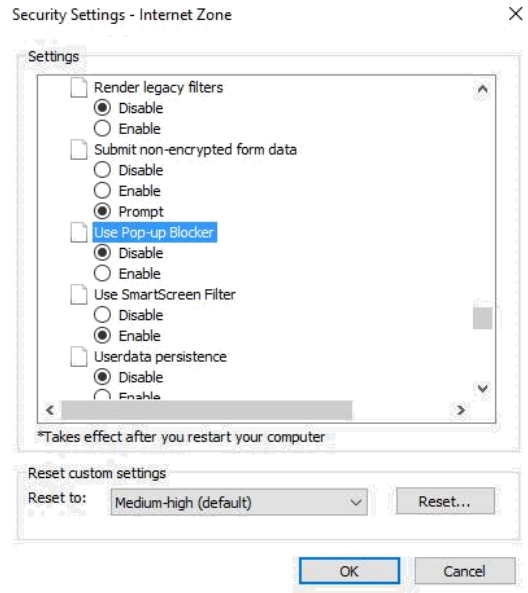 Security Settings - Internet Zone
Settings
Render legacy filters
Disable
Enable
Submit non-encrypted form data
Disable
Enable
Prompt
Use Pop-up Blocker
Disable
Enable
Use SmartScreen Filter
Disable
Enable
Userdata persistence
Disable
Enable
*Takes effect after you restart your computer
Reset custom settings
Reset to:
Medium-high (default)
Reset...
OK
Cancel